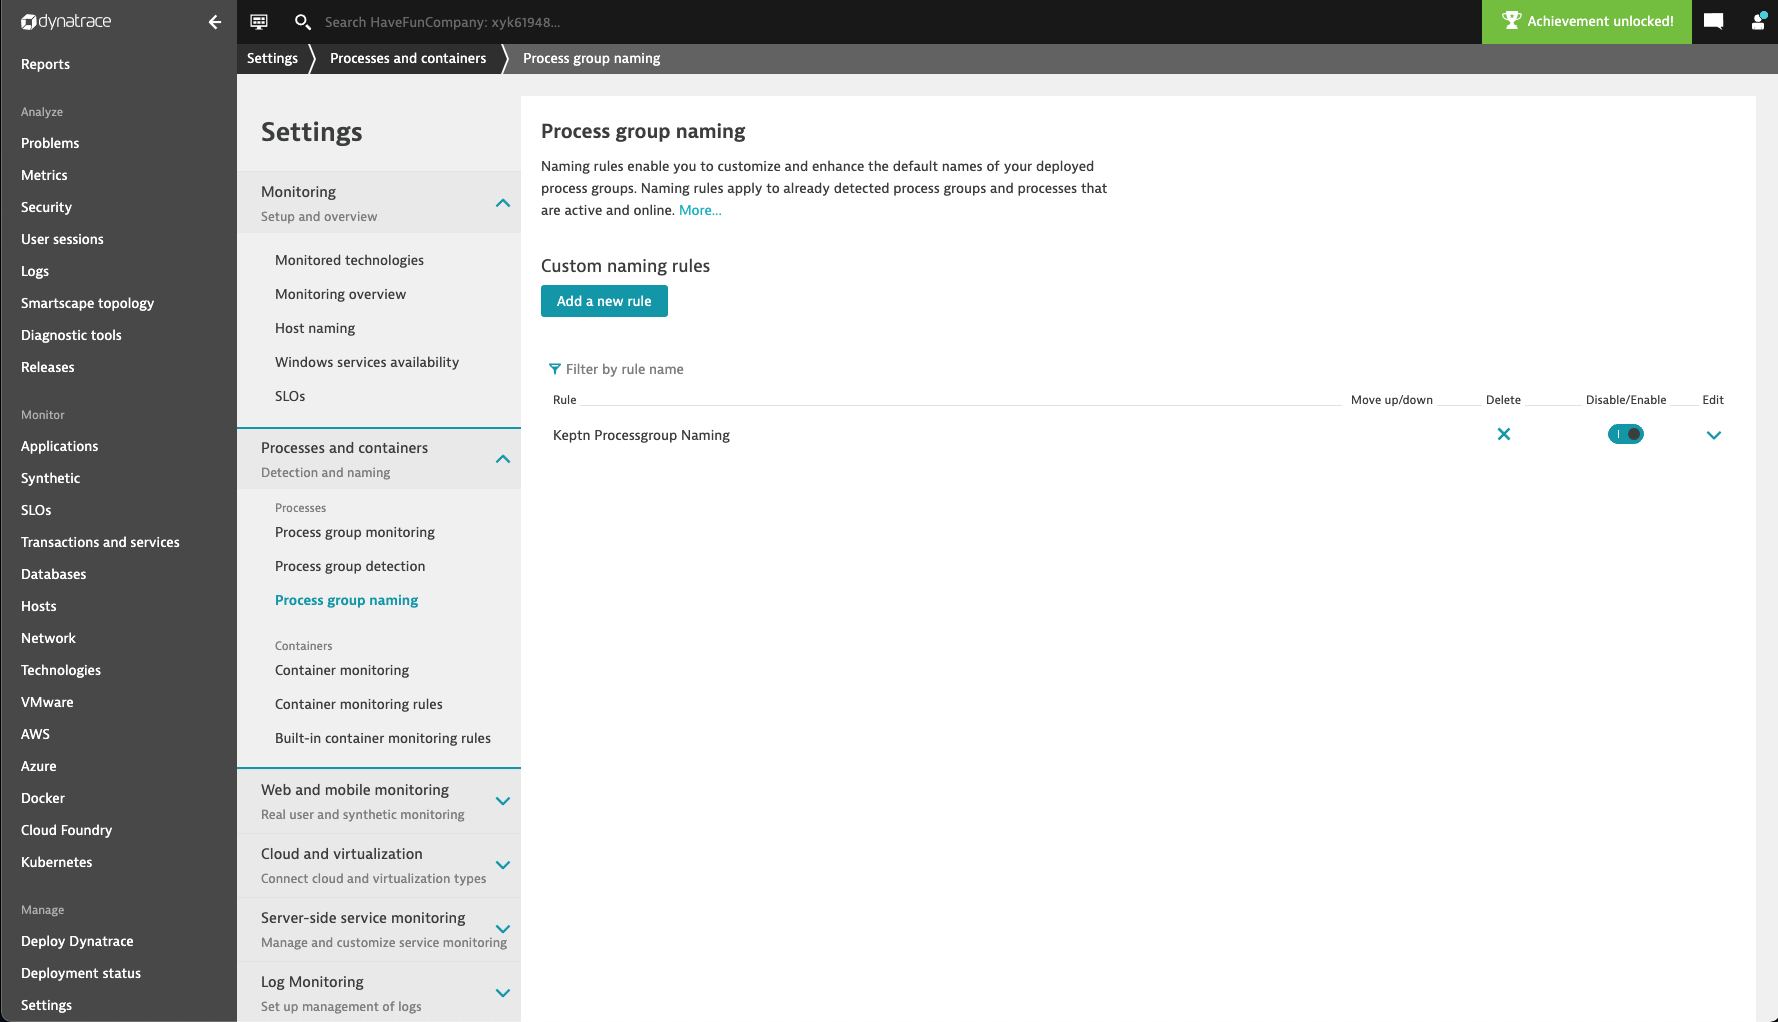 dynatrace
Search HaveFunCompany: xyk61948...
Achievement unlocked!
Settings
Processes and containers
Process group naming
Reports
Analyze
Problems
Metrics
Security
User sessions
Logs
Smartscape topology
Diagnostic tools
Releases
Monitor
Applications
Synthetic
SLOs
Transactions and services
Databases
Hosts
Network
Technologies
VMware
AWS
Azure
Docker
Cloud Foundry
Kubernetes
Manage
Deploy Dynatrace
Deployment status
Settings
Settings
Monitoring
Setup and overview
Monitored technologies
Monitoring overview
Host naming
Windows services availability
SLOs
Processes and containers
Detection and naming
Processes
Process group monitoring
Process group detection
Process group naming
Containers
Container monitoring
Container monitoring rules
Built-in container monitoring rules
Web and mobile monitoring
Real user and synthetic monitoring
Cloud and virtualization
Connect cloud and virtualization types
Server-side service monitoring
Manage and customize service monitoring
Log Monitoring
Set up management of logs
Process group naming
Naming rules enable you to customize and enhance the default names of your deployed
process groups. Naming rules apply to already detected process groups and processes that
are active and online. More...
Custom naming rules
Add a new rule
Filter by rule name
Rule Move up/down Delete Disable/Enable Edit
Keptn Processgroup Naming